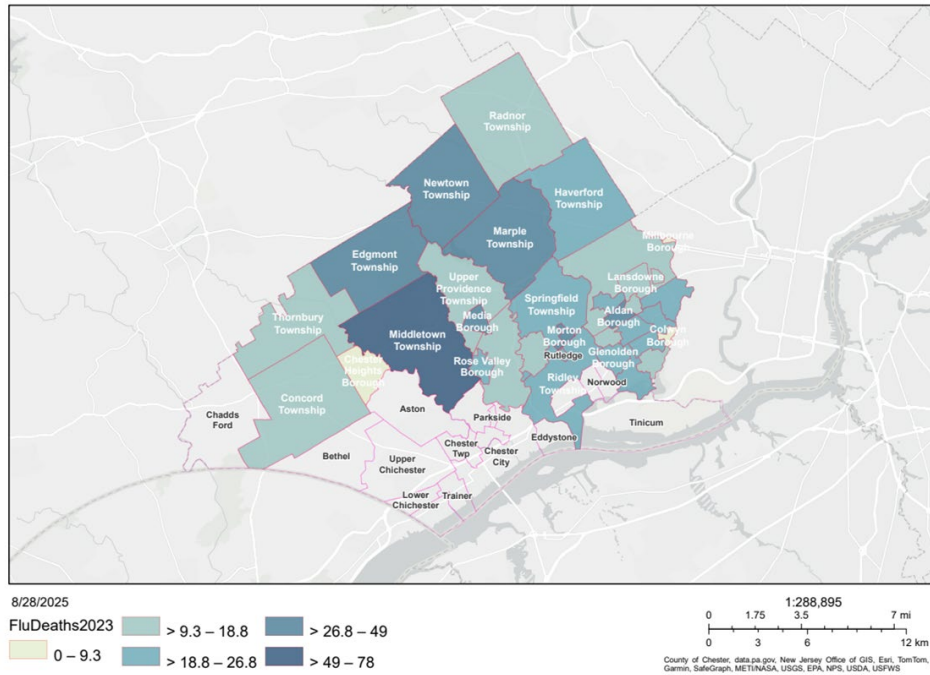 Radnor
Township
Newtown
Township
Haverford
Township
Marple
Township
Edgmont
Township
Millbourne
Borough
Upper
Providence
Township
Lansdowne
Borough
Springfield
Township
Aldan
Borough
Media
Borough
Thornbury
Township
Middletown
Township
Morton
Borough
Colwyn
Borough
Rutledge
Glenolden
Borough
Chester
Heights
Borough
Rose Valley
Borough
Ridley
Township
Norwood
Concord
Township
Chadds
Ford
Aston
Parkside
Tinicum
Eddystone
Bethel
Upper
Chichester
Chester
Twp
Chester
City
Lower
Chichester
Trainer
8/28/2025
FluDeaths2023
0 – 9.3
> 9.3 – 18.8
> 18.8 – 26.8
> 26.8 – 49
> 49 – 78
1:288,895
0 1.75 3.5 7 mi
0 3 6 12 km
County of Chester, data.pa.gov, New Jersey Office of GIS, Esri, TomTom,
Garmin, SafeGraph, METI/NASA, USGS, EPA, NPS, USDA, USFWS